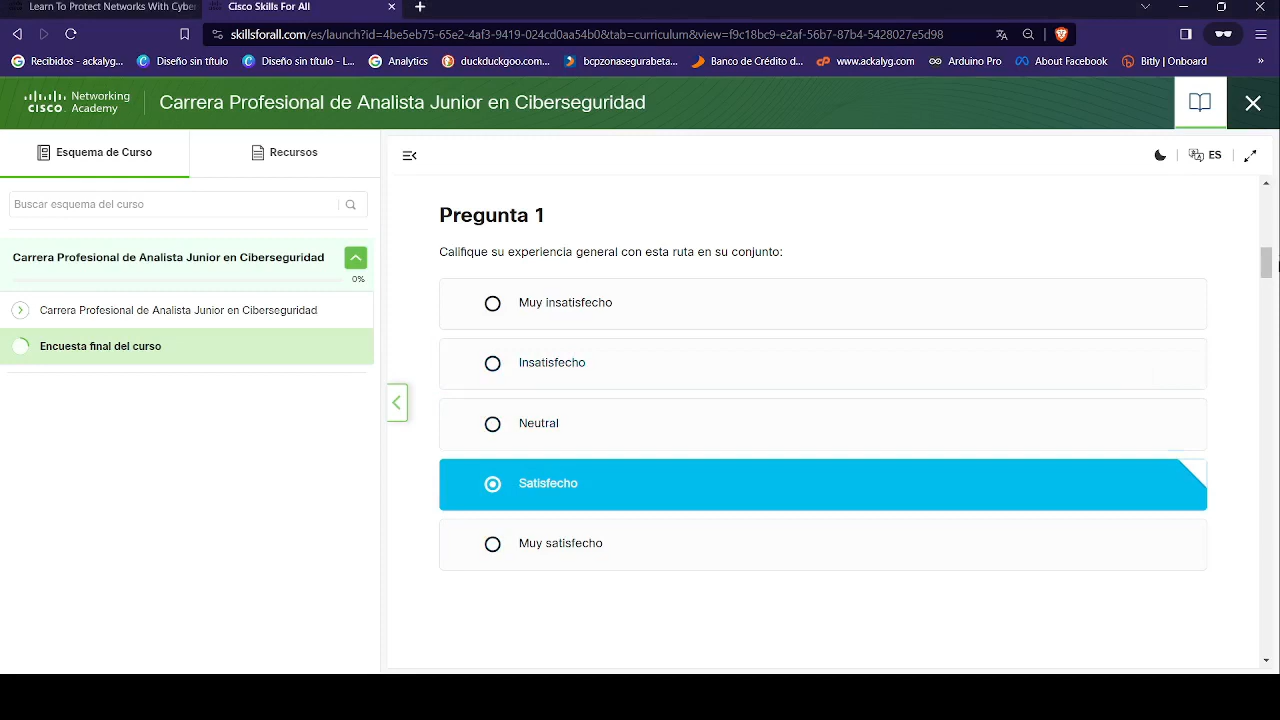 Learn To Protect Networks With Cyber
Cisco Skills For All
skillsforall.com/es/launch?id=4be5eb75-65e2-4af3-9419-024cd0aa54b0&tab=curriculum&view=f9c18bc9-e2af-56b7-87b4-5428027e5d98
Recibidos - ackalyg...
Diseño sin título
Diseño sin título - L...
Analytics
duckduckgoo.com...
bcpzonasegurabeta...
Banco de Crédito d...
www.ackalyg.com
Arduino Pro
About Facebook
Bitly | Onboard
»
Networking
CISCO Academy
Carrera Profesional de Analista Junior en Ciberseguridad
Esquema de Curso
Recursos
ES
Buscar esquema del curso
Carrera Profesional de Analista Junior en Ciberseguridad
0%
Carrera Profesional de Analista Junior en Ciberseguridad
Encuesta final del curso
Pregunta 1
Califique su experiencia general con esta ruta en su conjunto:
Muy insatisfecho
Insatisfecho
Neutral
Satisfecho
Muy satisfecho